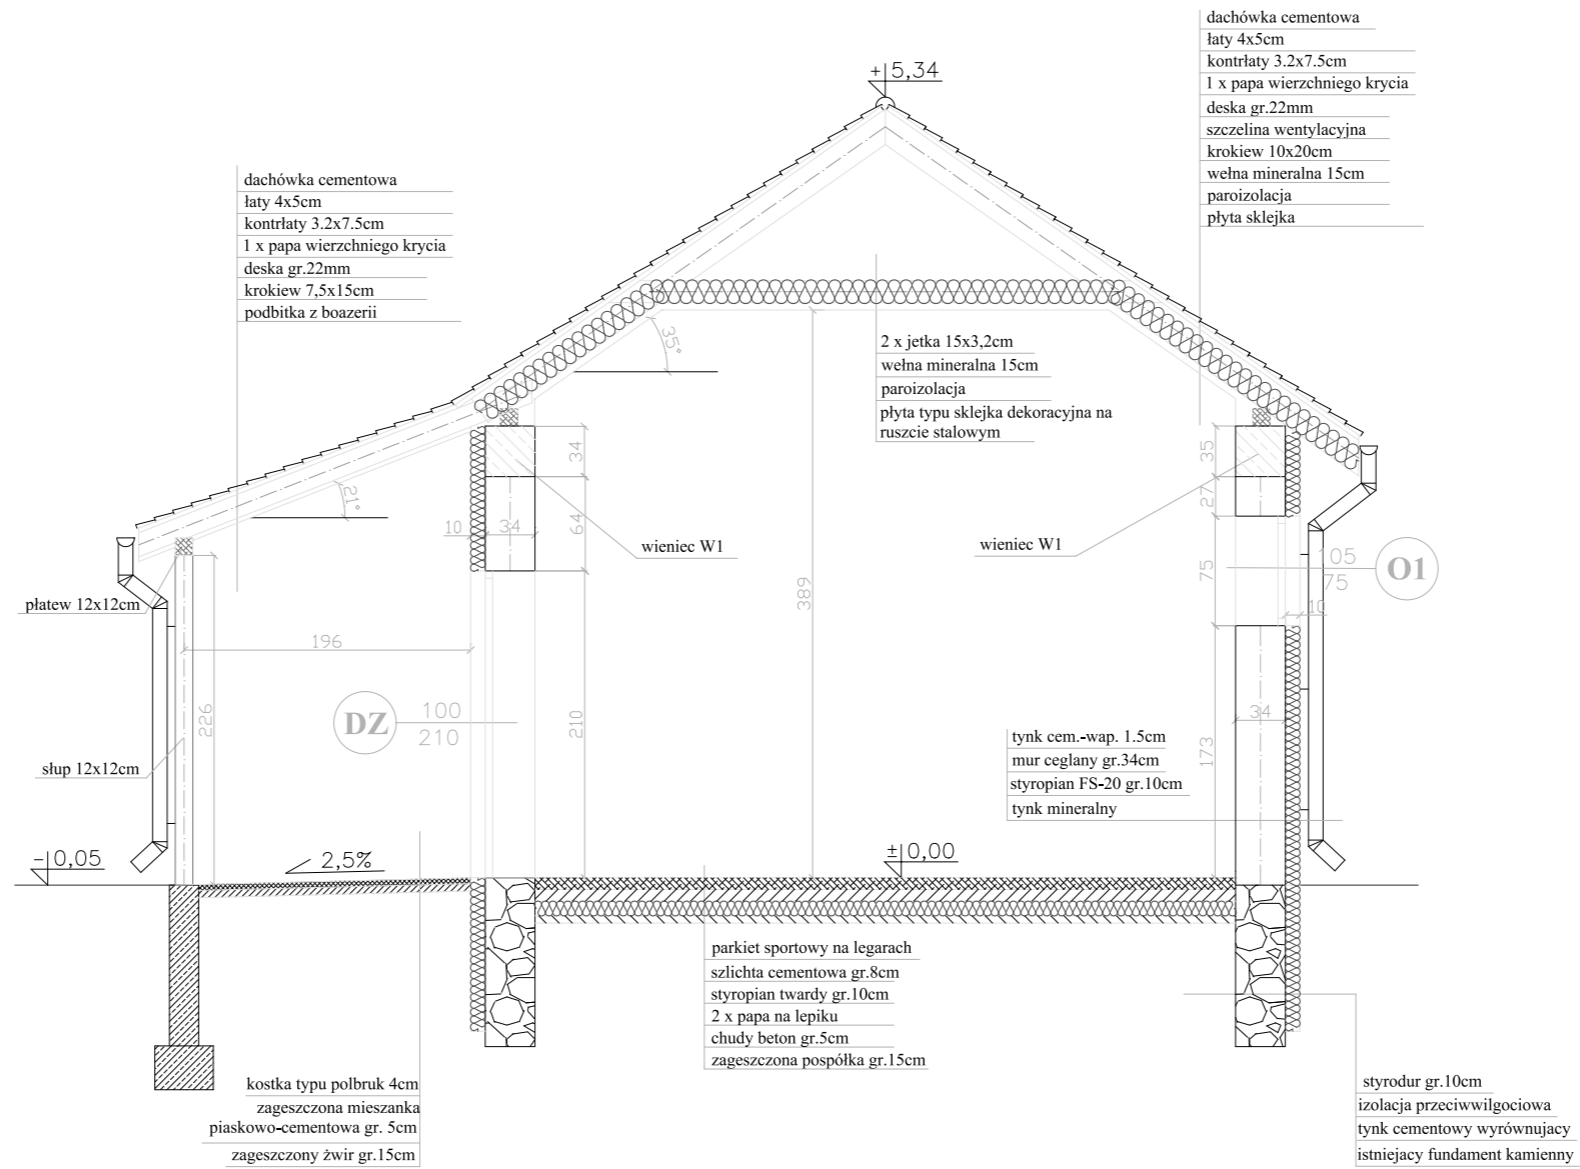 dachówka cementowa
łaty 4x5cm
kontrłaty 3.2x7.5cm
1 x papa wierzchniego krycia
deska gr.22mm
szczelina wentylacyjna
krokiew 10x20cm
wełna mineralna 15cm
paroizolacja
płyta sklejka
+5,34
dachówka cementowa
łaty 4x5cm
kontrłaty 3.2x7.5cm
1 x papa wierzchniego krycia
deska gr.22mm
krokiew 7,5x15cm
podbitka z boazerii
35°
2 x jetka 15x3,2cm
wełna mineralna 15cm
paroizolacja
płyta typu sklejka dekoracyjna na
ruszcie stalowym
21°
10
34
34
64
210
wieniec W1
wieniec W1
389
35
27
75
173
05
75
O1
10
34
płatew 12x12cm
196
226
DZ
100
210
słup 12x12cm
tynk cem.-wap. 1.5cm
mur ceglany gr.34cm
styropian FS-20 gr.10cm
tynk mineralny
-0,05
2,5%
±0,00
parkiet sportowy na legarach
szlichta cementowa gr.8cm
styropian twardy gr.10cm
2 x papa na lepiku
chudy beton gr.5cm
zageszczona pospółka gr.15cm
kostka typu polbruk 4cm
zageszczona mieszanka
piaskowo-cementowa gr. 5cm
zageszczony żwir gr.15cm
styrodur gr.10cm
izolacja przeciwwilgociowa
tynk cementowy wyrównujacy
istniejacy fundament kamienny